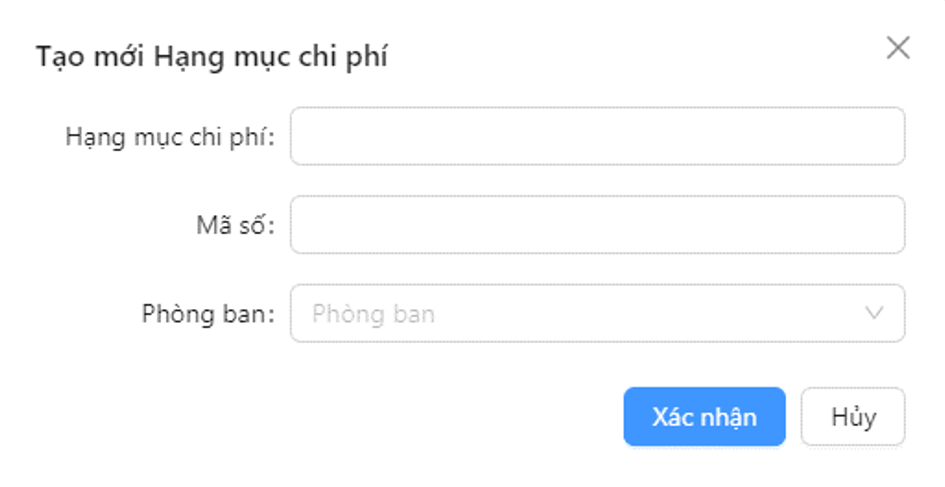 Tạo mới Hạng mục chi phí
Hạng mục chi phí:
Mã số:
Phòng ban: Phòng ban
Xác nhận Hủy